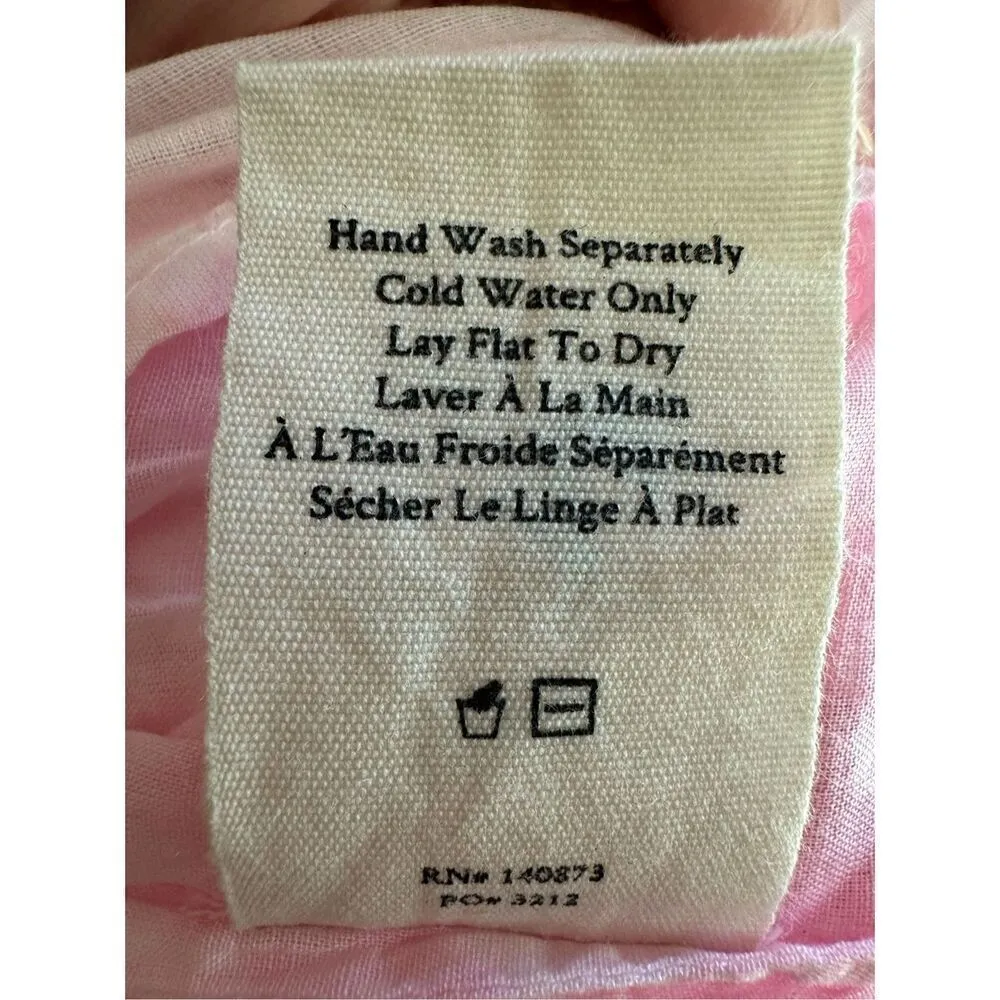 Hand Wash Separately
Cold Water Only
Lay Flat To Dry
Laver À La Main
À L'Eau Froide Séparément
Sécher Le Linge À Plat
RN# 140873
PO# 3212